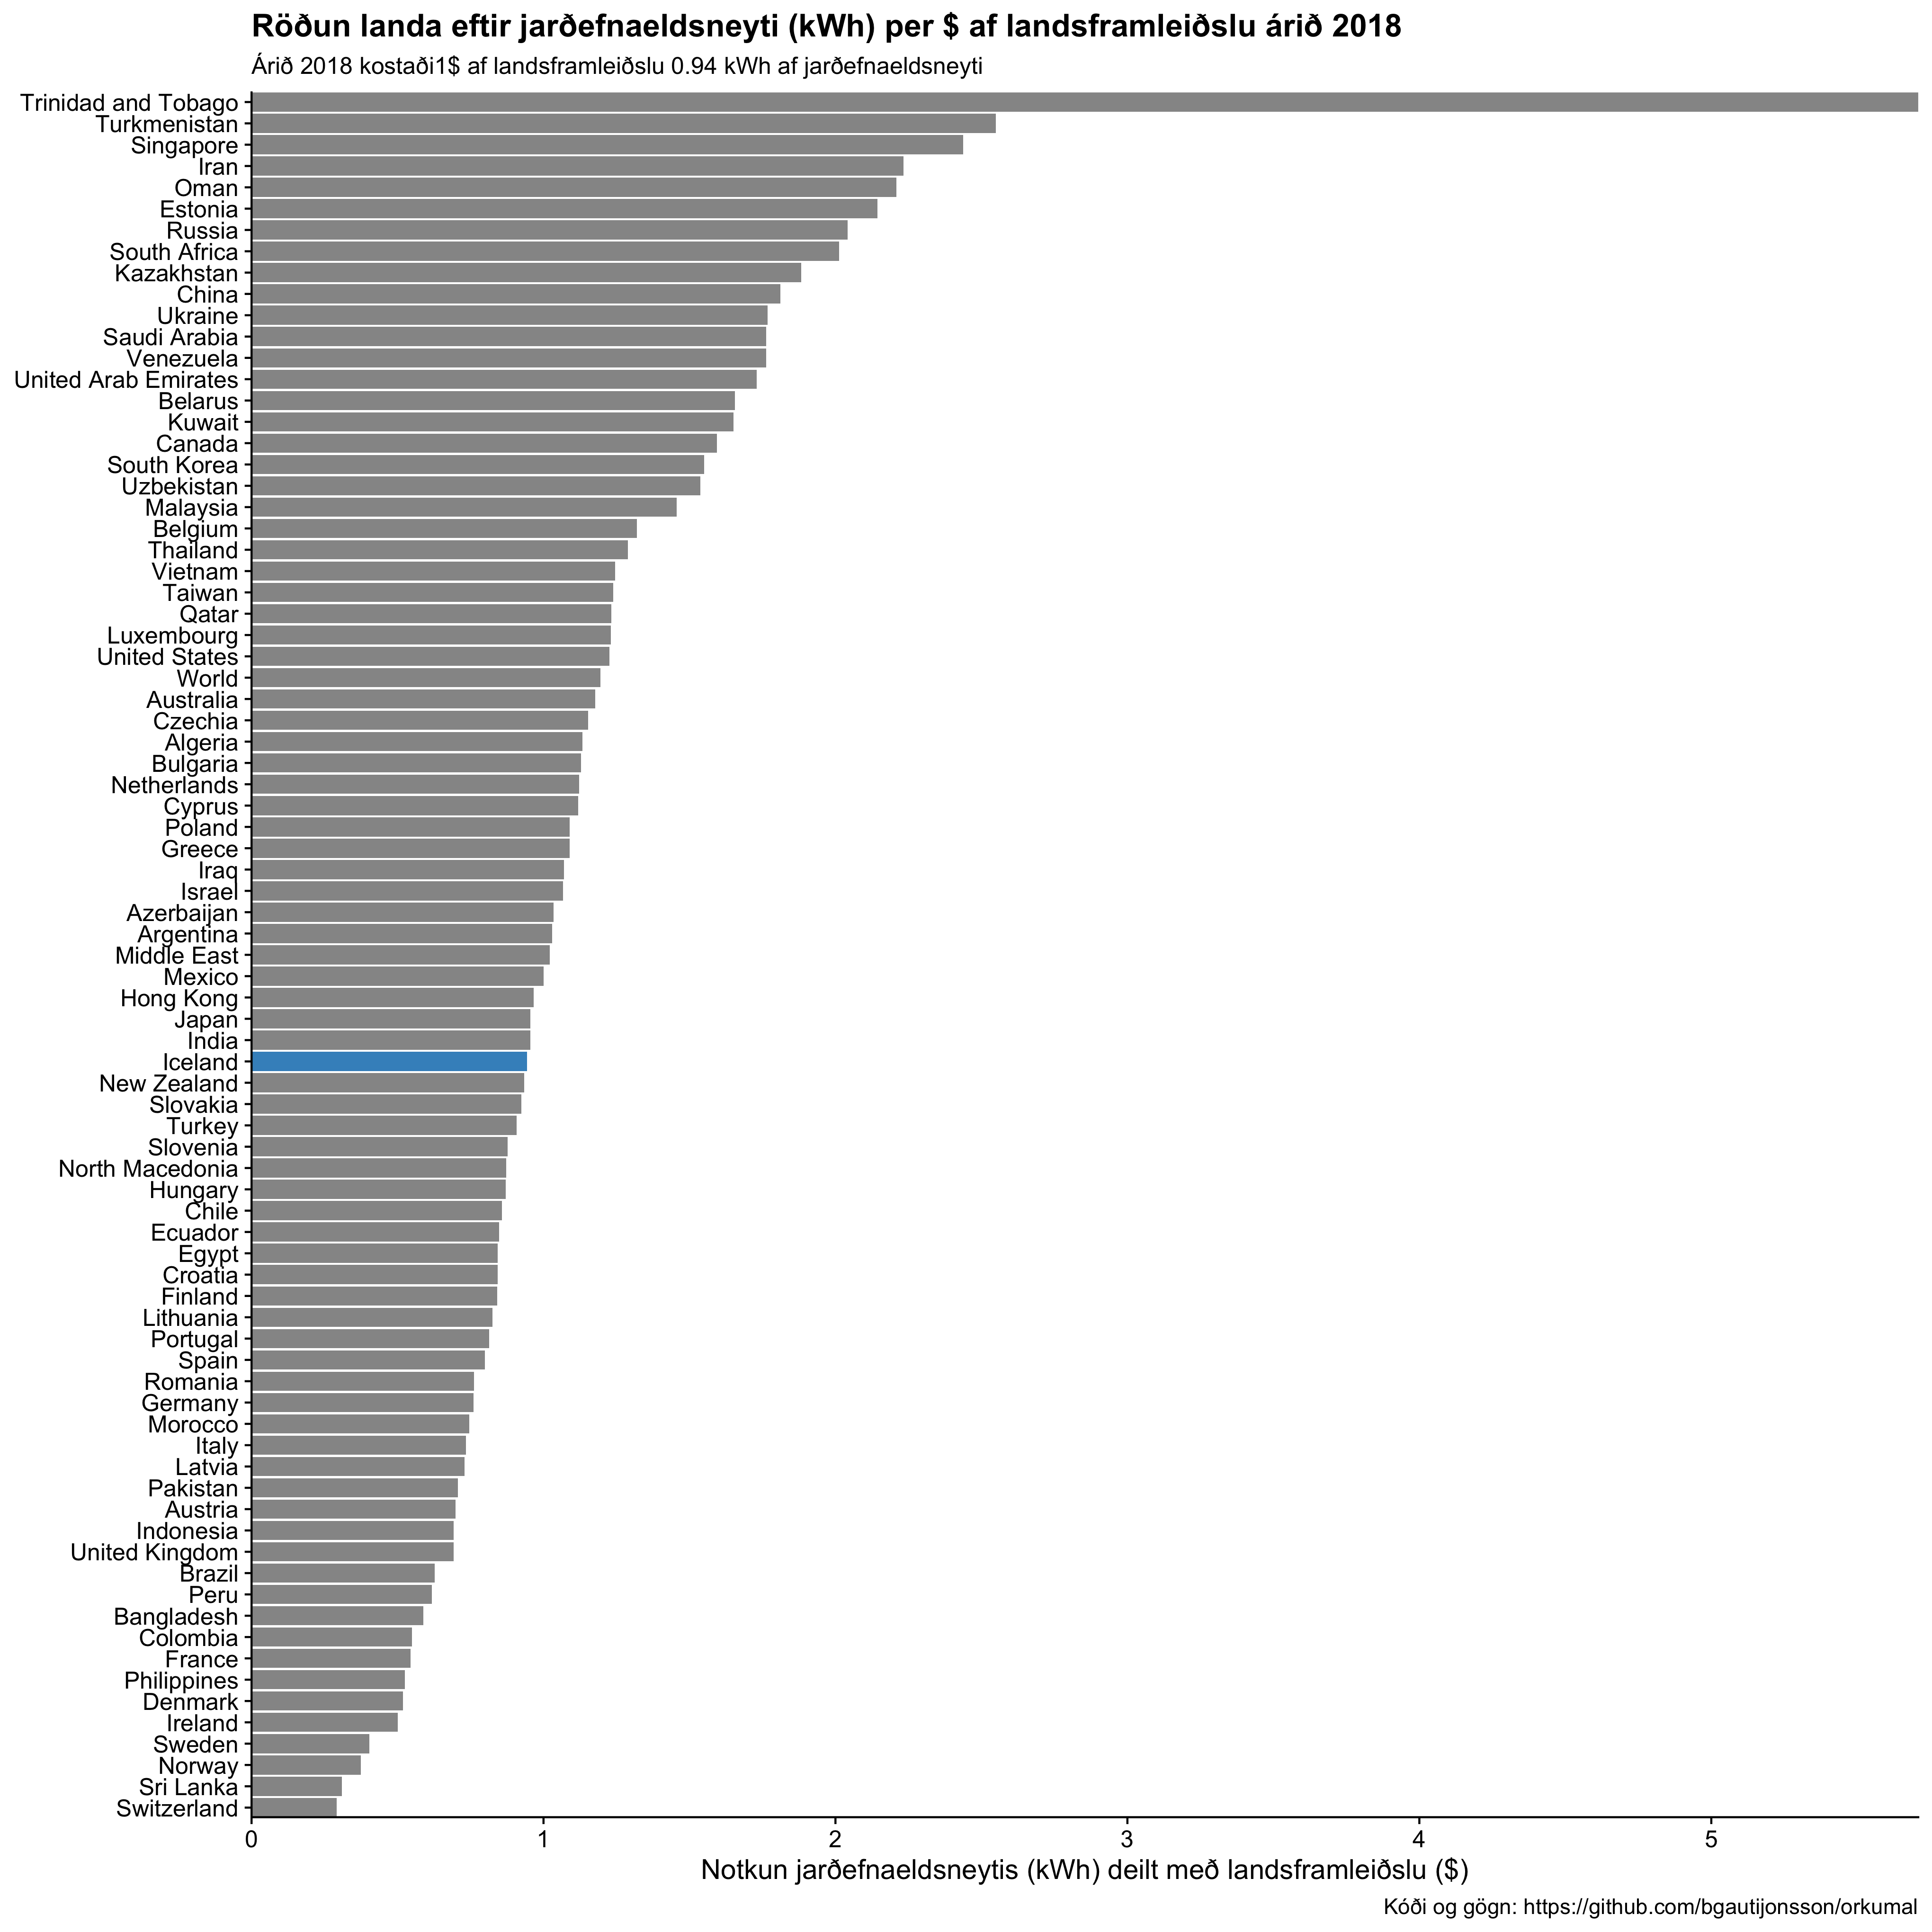 Röðun landa eftir jarðefnaeldsneyti (kWh) per $ af landsframleiðslu árið 2018
Árið 2018 kostaði1$ af landsframleiðslu 0.94 kWh af jarðefnaeldsneyti
Trinidad and Tobago
Turkmenistan
Singapore
Iran
Oman
Estonia
Russia
South Africa
Kazakhstan
China
Ukraine
Saudi Arabia
Venezuela
United Arab Emirates
Belarus
Kuwait
Canada
South Korea
Uzbekistan
Malaysia
Belgium
Thailand
Vietnam
Taiwan
Qatar
Luxembourg
United States
World
Australia
Czechia
Algeria
Bulgaria
Netherlands
Cyprus
Poland
Greece
Iraq
Israel
Azerbaijan
Argentina
Middle East
Mexico
Hong Kong
Japan
India
Iceland
New Zealand
Slovakia
Turkey
Slovenia
North Macedonia
Hungary
Chile
Ecuador
Egypt
Croatia
Finland
Lithuania
Portugal
Spain
Romania
Germany
Morocco
Italy
Latvia
Pakistan
Austria
Indonesia
United Kingdom
Brazil
Peru
Bangladesh
Colombia
France
Philippines
Denmark
Ireland
Sweden
Norway
Sri Lanka
Switzerland
0 1 2 3 4 5
Notkun jarðefnaeldsneytis (kWh) deilt með landsframleiðslu ($)
Kóði og gögn: https://github.com/bgautijonsson/orkumal